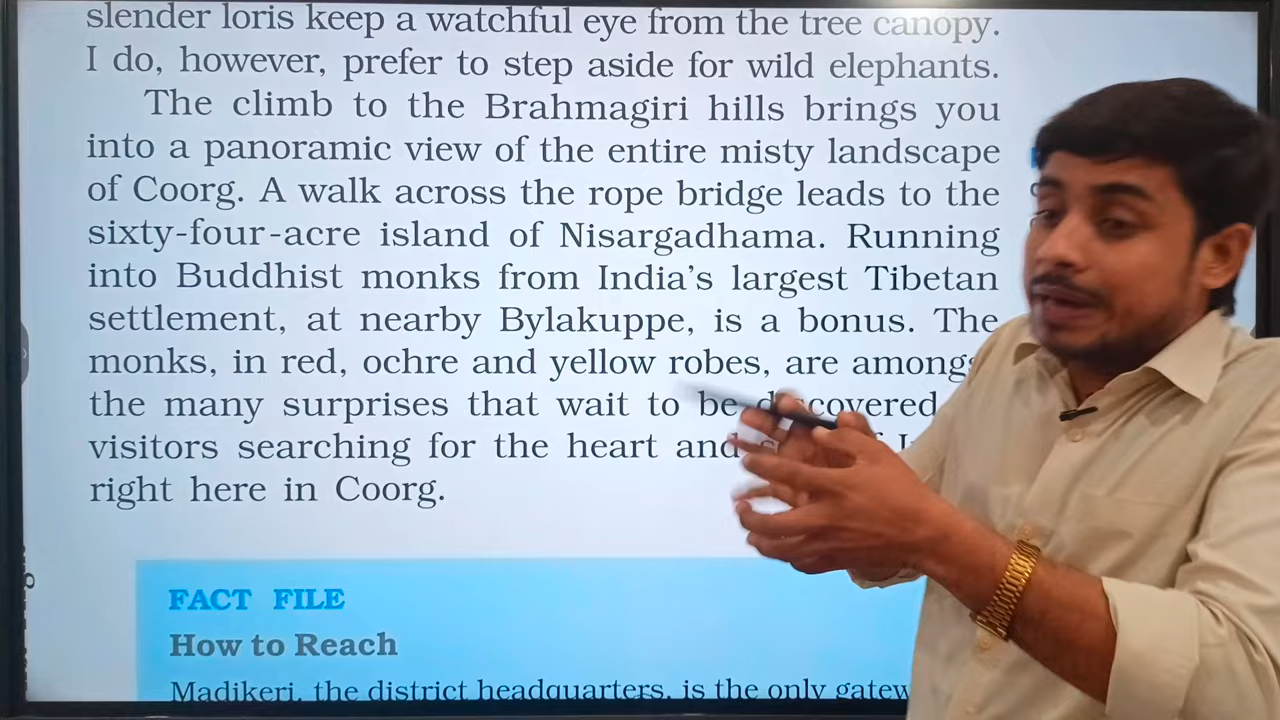 slender loris keep a watchful eye from the tree canopy.
I do, however, prefer to step aside for wild elephants.
The climb to the Brahmagiri hills brings you
into a panoramic view of the entire misty landscape
of Coorg. A walk across the rope bridge leads to the
sixty-four-acre island of Nisargadhama. Running
into Buddhist monks from India's largest Tibetan
settlement, at nearby Bylakuppe, is a bonus. The
monks, in red, ochre and yellow robes, are
the many surprises that wait to be discovered
visitors searching for the heart and
right here in Coorg.
FACT FILE
How to Reach
Madikeri, the district headquarters, is the only